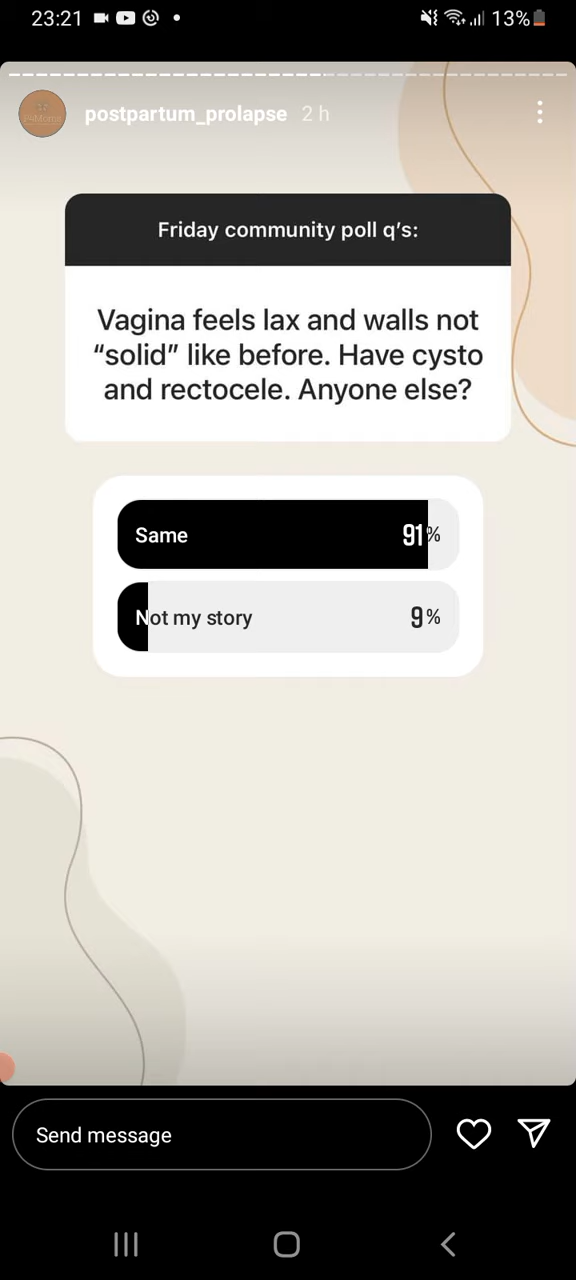 23:21
13%
postpartum_prolapse 2 h
Friday community poll q's:
Vagina feels lax and walls not
“solid” like before. Have cysto
and rectocele. Anyone else?
Same 91%
Not my story 9%
Send message